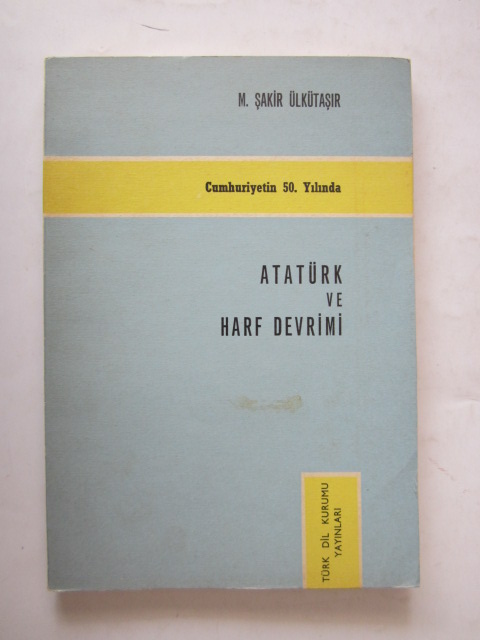 M. ŞAKİR ÜLKÜTAŞIR
Cumhuriyetin 50. Yılında
ATATÜRK
VE
HARF DEVRİMİ
TÜRK DİL KURUMU
YAYINLARI